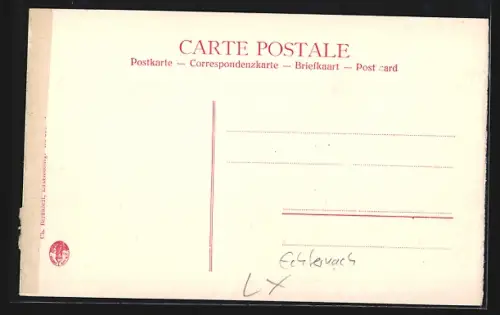 CARTE POSTALE
Postkarte — Correspondenzkarte — Briefkaart — Post card
Echternach
LX